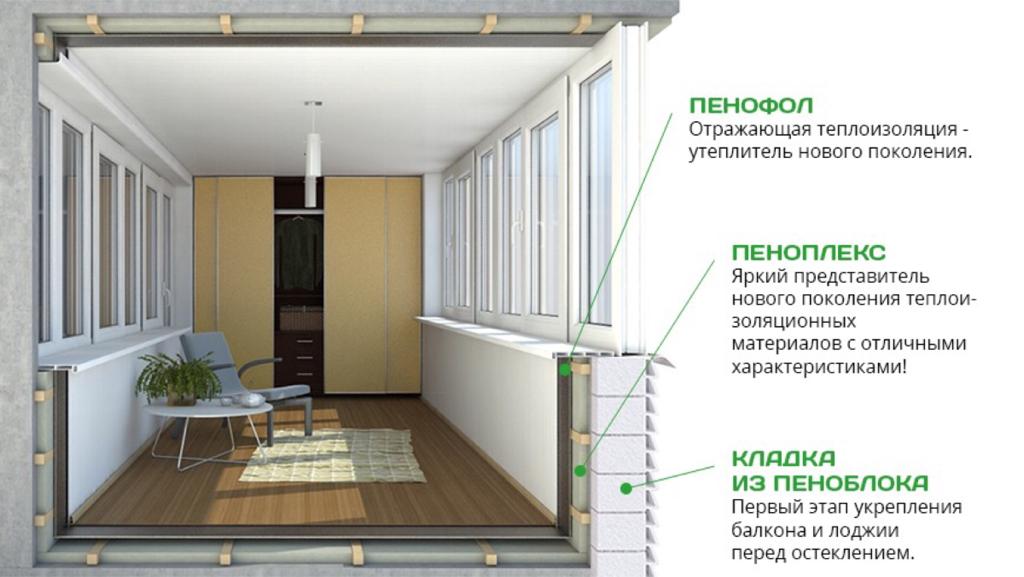 ПЕНОФОЛ
Отражающая теплоизоляция -
утеплитель нового поколения.
ПЕНОПЛЕКС
Яркий представитель
нового поколения теплои-
золяционных
материалов с отличными
характеристиками!
КЛАДКА
ИЗ ПЕНОБЛОКА
Первый этап укрепления
балкона и лоджии
перед остеклением.